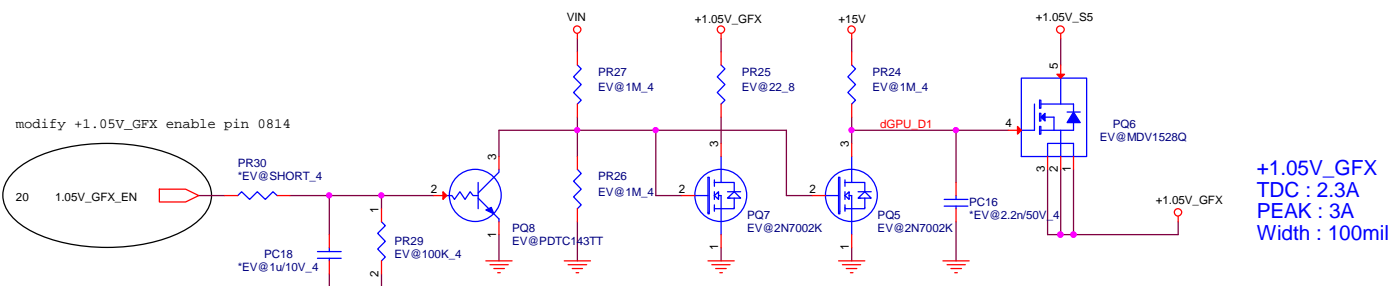 VIN
+1.05V_GFX
+15V
+1.05V_S5
PR27
EV@1M_4
PR25
EV@22_8
PR24
EV@1M_4
5
modify +1.05V_GFX enable pin 0814
dGPU_D1
4
PQ6
EV@MDV1528Q
PR30
*EV@SHORT_4
3
PR26
EV@1M_4
3
3
3
2
1
20
1.05V_GFX_EN
2
2
2
PC16
*EV@2.2n/50V_4
+1.05V_GFX
+1.05V_GFX
TDC : 2.3A
PEAK : 3A
Width : 100mil
1
PR29
EV@100K_4
2
PC18
*EV@1u/10V_4
1
PQ8
EV@PDTC143TT
1
PQ7
EV@2N7002K
1
PQ5
EV@2N7002K